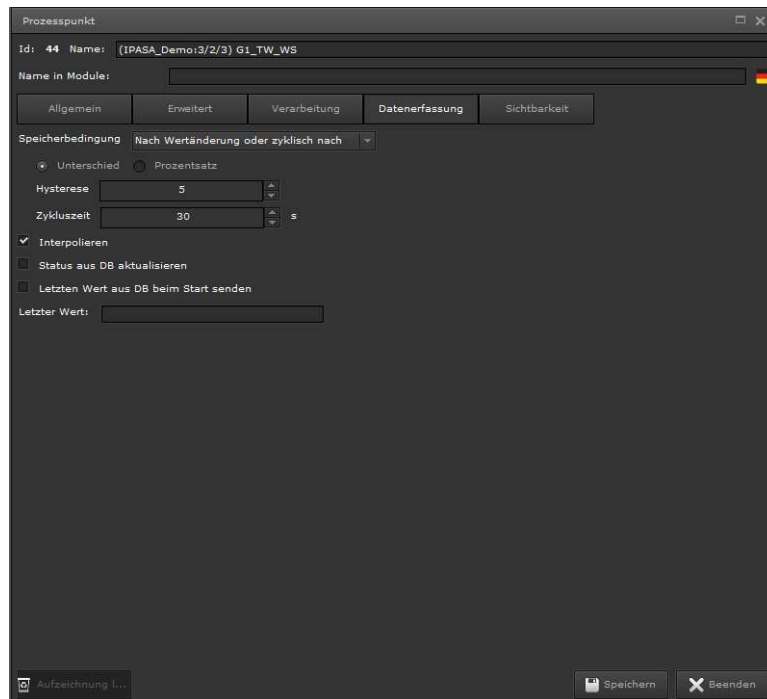 Prozesspunkt
Id: 44 Name: (IPASA_Demo:3/2/3) G1_TW_WS
Name in Module:
Allgemein Erweitert Verarbeitung Datenerfassung Sichtbarkeit
Speicherbedingung Nach Wertänderung oder zyklisch nach
Unterschied Prozentsatz
Hysterese 5
Zykluszeit 30 s
Interpolieren
Status aus DB aktualisieren
Letzten Wert aus DB beim Start senden
Letzter Wert:
Aufzeichnung l... Speichern Beenden